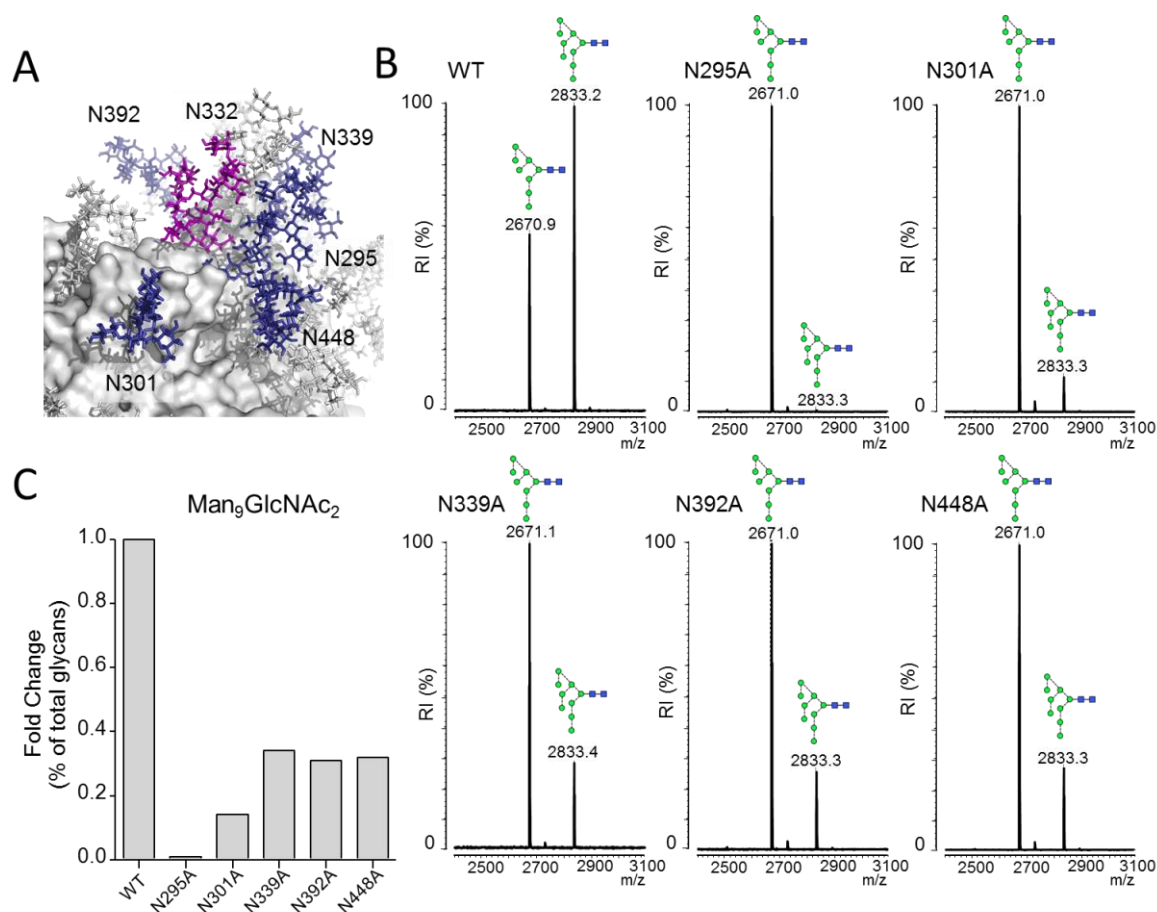 A
N392
N332
N339
N295
N448
N301
B
WT
2833.2
2670.9
100
RI (%)
0
2500 2700 2900 3100
m/z
N295A
2671.0
2833.3
100
RI (%)
0
2500 2700 2900 3100
m/z
N301A
2671.0
2833.3
100
RI (%)
0
2500 2700 2900 3100
m/z
C
Man9GlcNAc2
Fold Change
(% of total glycans)
1.0
0.8
0.6
0.4
0.2
0.0
WT N295A N301A N339A N392A N448A
N339A
2671.1
2833.4
100
RI (%)
0
2500 2700 2900 3100
m/z
N392A
2671.0
2833.3
100
RI (%)
0
2500 2700 2900 3100
m/z
N448A
2671.0
2833.3
100
RI (%)
0
2500 2700 2900 3100
m/z